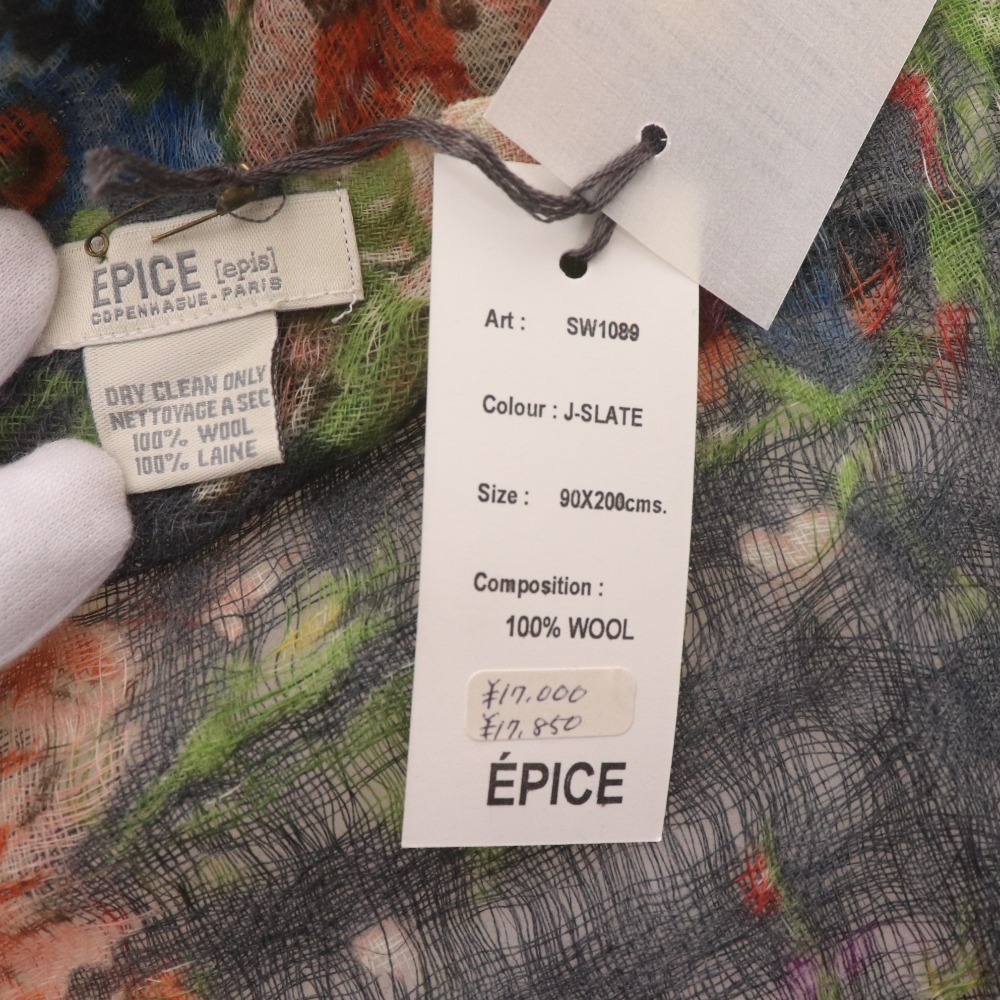 ÉPICE [epis]
COPENHAGUE-PARIS
DRY CLEAN ONLY
NETTOYAGE A SEC
100% WOOL
100% LAINE
Art : SW1089
Colour : J-SLATE
Size : 90X200cms.
Composition :
100% WOOL
¥17,000
¥17,850
ÉPICE